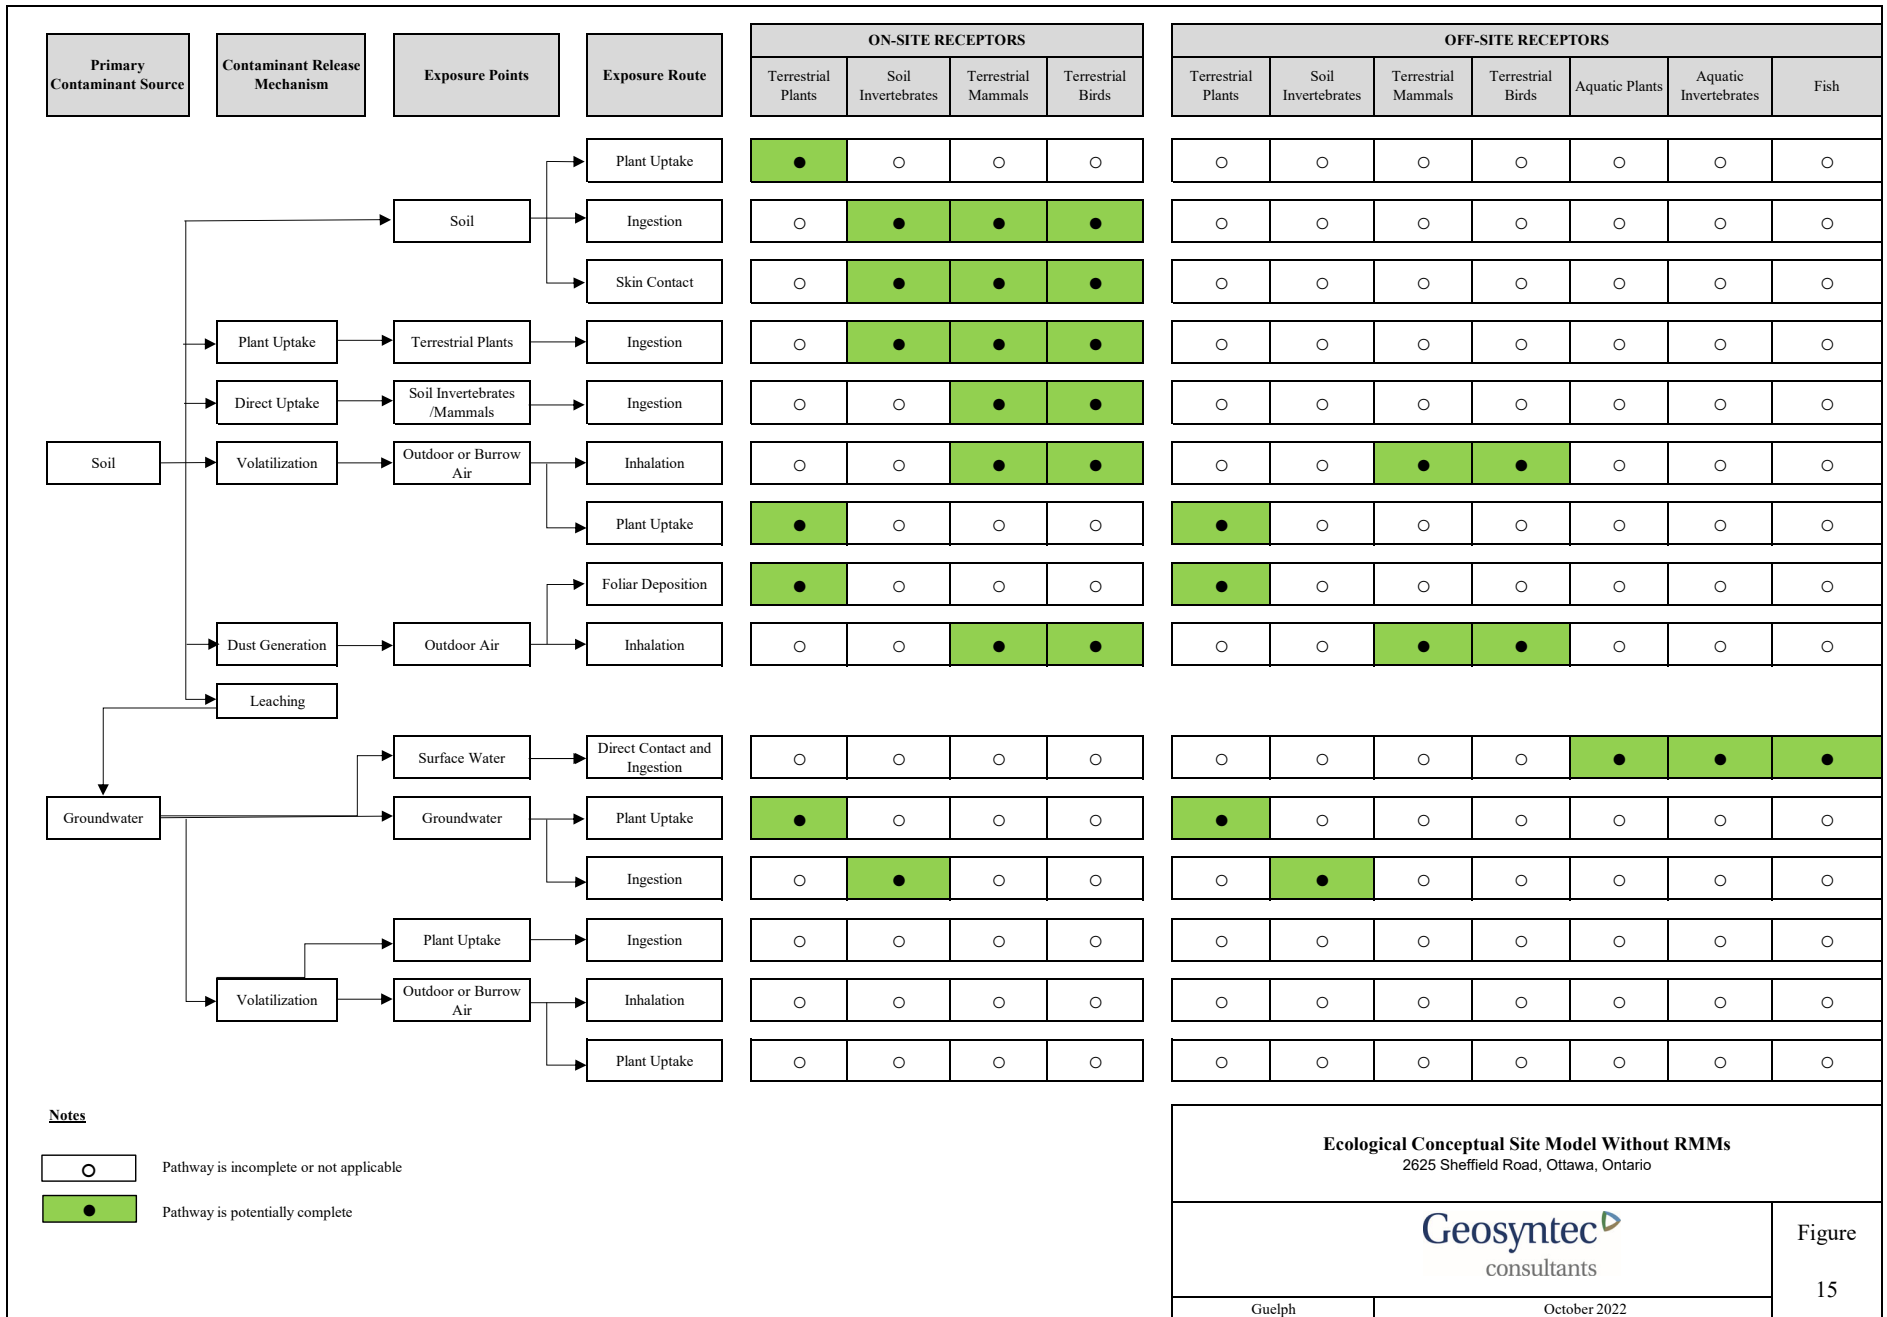 Primary
Contaminant Source
Contaminant Release
Mechanism
Exposure Points
Exposure Route
ON-SITE RECEPTORS
Terrestrial
Plants
Soil
Invertebrates
Terrestrial
Mammals
Terrestrial
Birds
OFF-SITE RECEPTORS
Terrestrial
Plants
Soil
Invertebrates
Terrestrial
Mammals
Terrestrial
Birds
Aquatic Plants
Aquatic
Invertebrates
Fish
Plant Uptake
Soil
Ingestion
Skin Contact
Plant Uptake
Terrestrial Plants
Ingestion
Direct Uptake
Soil Invertebrates
/Mammals
Ingestion
Soil
Volatilization
Outdoor or Burrow
Air
Inhalation
Plant Uptake
Foliar Deposition
Dust Generation
Outdoor Air
Inhalation
Leaching
Surface Water
Direct Contact and
Ingestion
Groundwater
Groundwater
Plant Uptake
Ingestion
Plant Uptake
Ingestion
Volatilization
Outdoor or Burrow
Air
Inhalation
Plant Uptake
Notes
Pathway is incomplete or not applicable
Pathway is potentially complete
Ecological Conceptual Site Model Without RMMs
2625 Sheffield Road, Ottawa, Ontario
Geosyntec
consultants
Figure
15
Guelph
October 2022